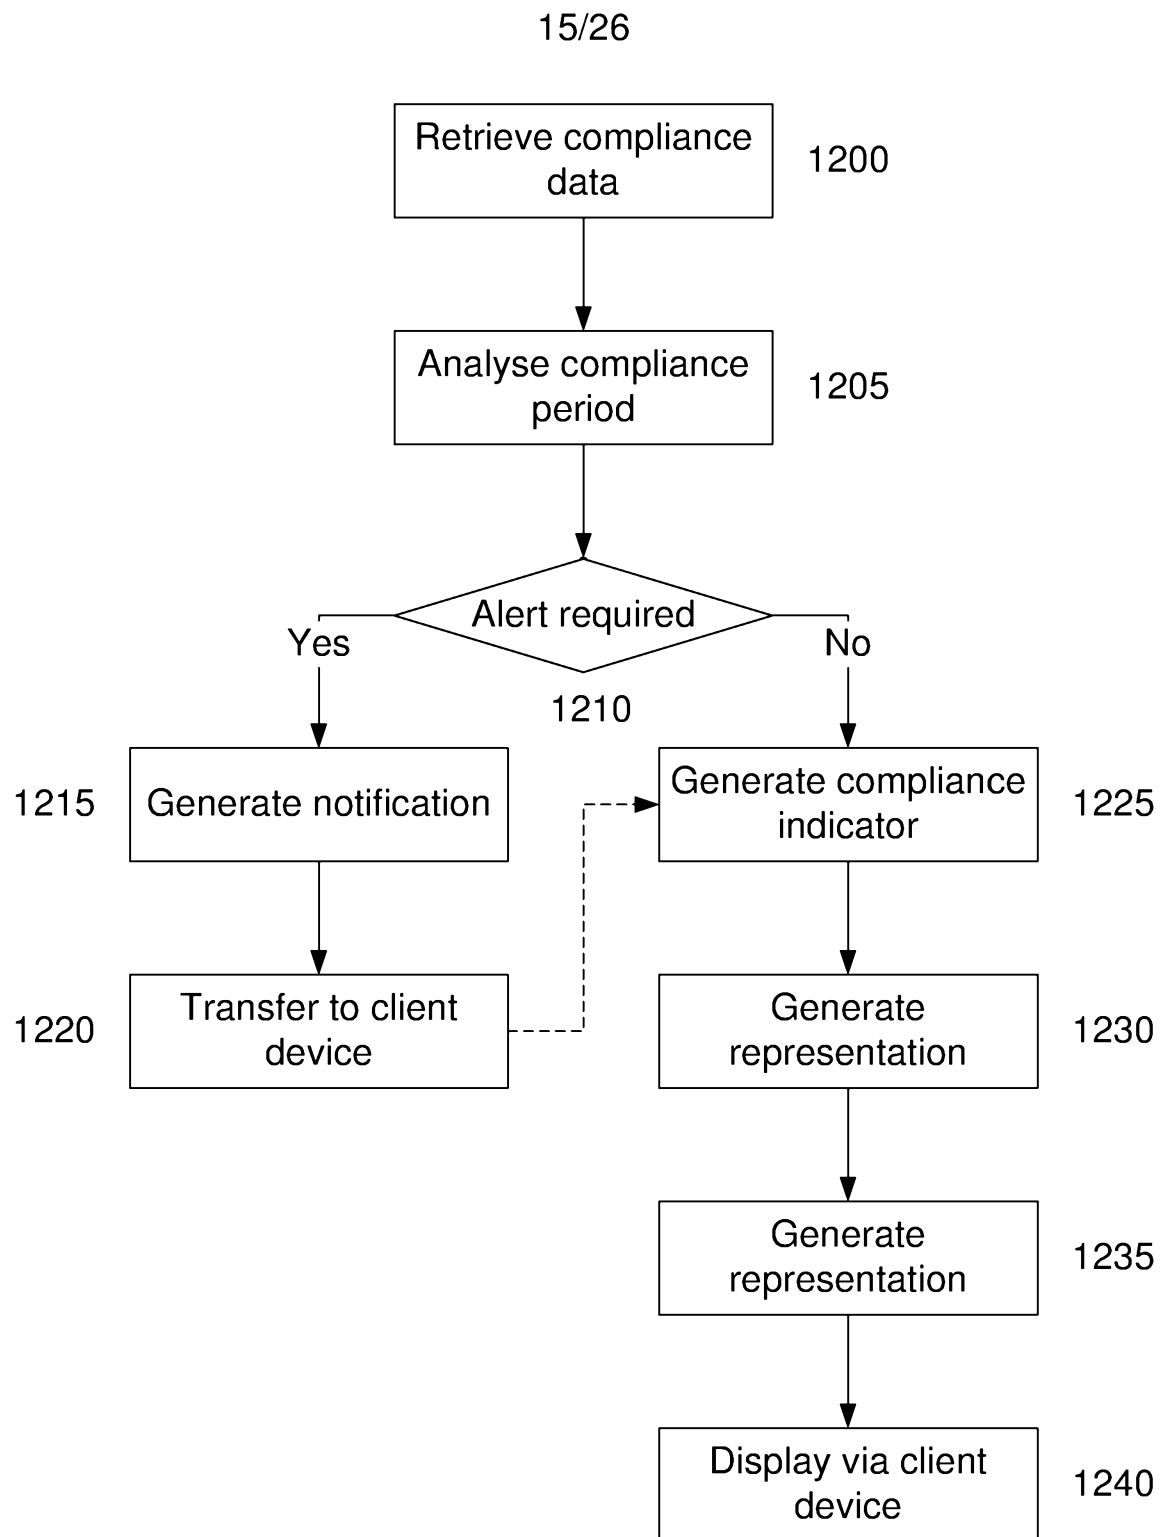 15/26
Retrieve compliance
data
1200
Analyse compliance
period
1205
Alert required
Yes
No
1210
1215
Generate notification
Generate compliance
indicator
1225
1220
Transfer to client
device
Generate
representation
1230
Generate
representation
1235
Display via client
device
1240